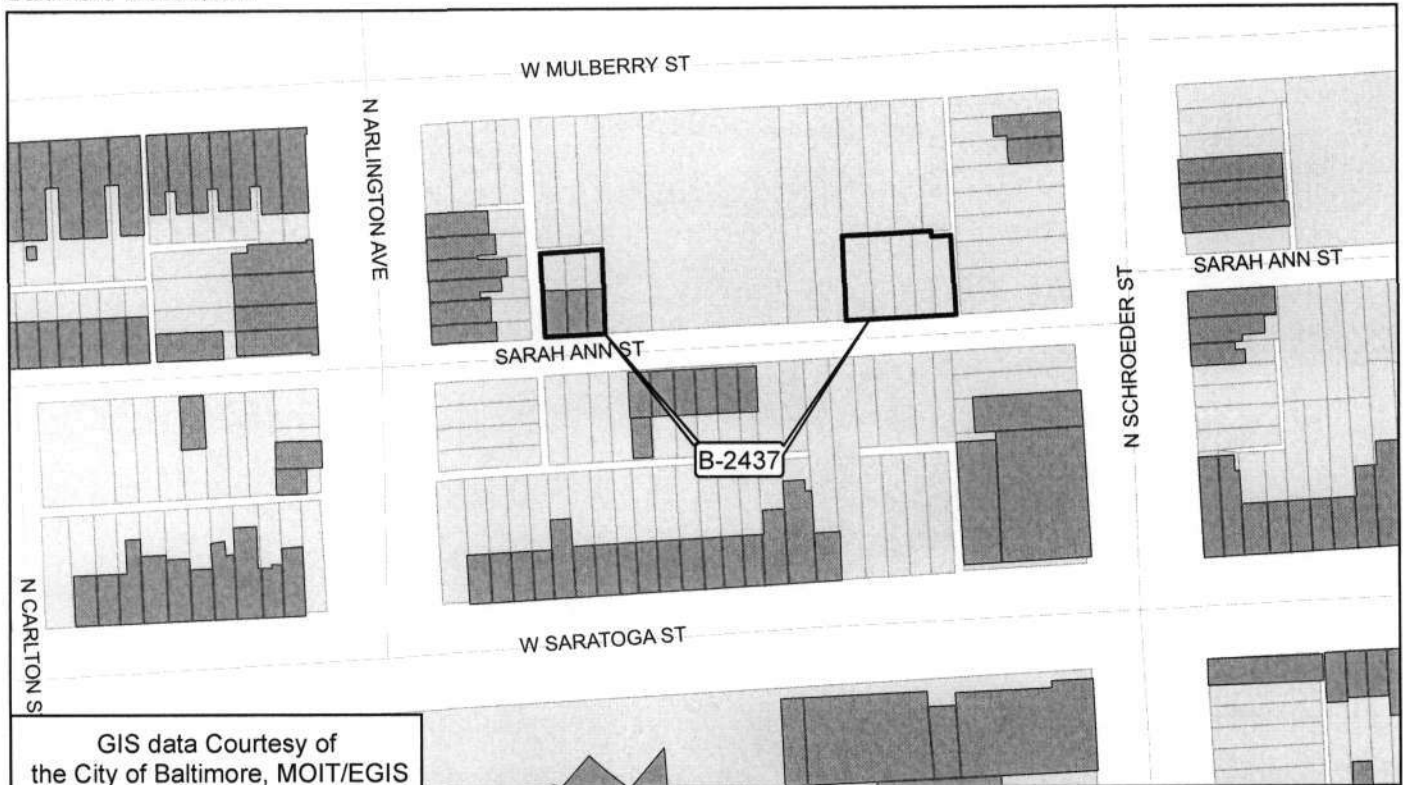 W MULBERRY ST
N ARLINGTON AVE
SARAH ANN ST
SARAH ANN ST
N SCHROEDER ST
B-2437
N CARLTON S
W SARATOGA ST
GIS data Courtesy of
the City of Baltimore, MOIT/EGIS